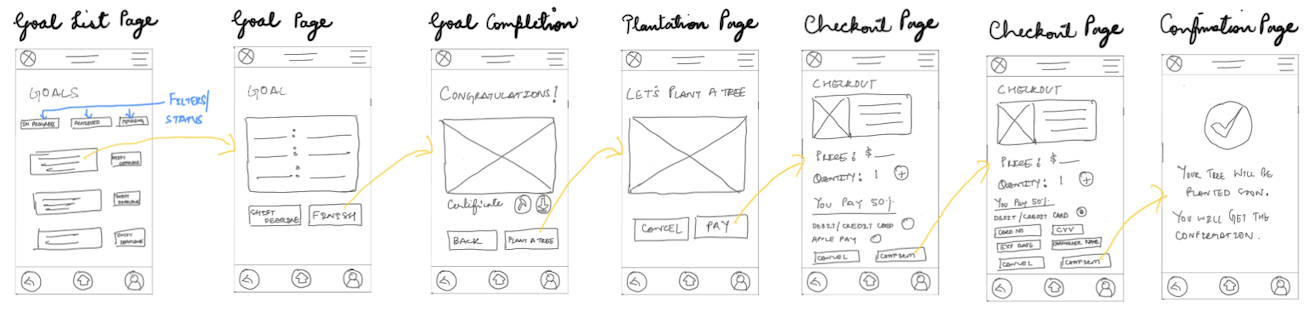 Goal List Page
GOALS
FILTERS/
STATUS
IN PROGRESS
ACHIEVED
PENDING
SHIFT
DEADLINE
SHIFT
DEADLINE
SHIFT
DEADLINE
Goal Page
GOAL
SHIFT
DEADLINE
FINISH
Goal Completion
CONGRATULATIONS!
Certificate
BACK
PLANT A TREE
Plantation Page
LET'S PLANT A TREE
CANCEL
PAY
Checkout Page
CHECKOUT
PRICE: $
QUANTITY: 1 +
YOU PAY 50%
DEBIT/CREDIT CARD
APPLE PAY
CANCEL
CONFIRM
Checkout Page
CHECKOUT
PRICE: $
QUANTITY: 1 +
YOU PAY 50%
DEBIT/CREDIT CARD
CARD NO
CVV
EXP DATE
CARDHOLDER NAME
CANCEL
CONFIRM
Confirmation Page
YOUR TREE WILL BE
PLANTED SOON.
YOU WILL GET THE
CONFIRMATION.